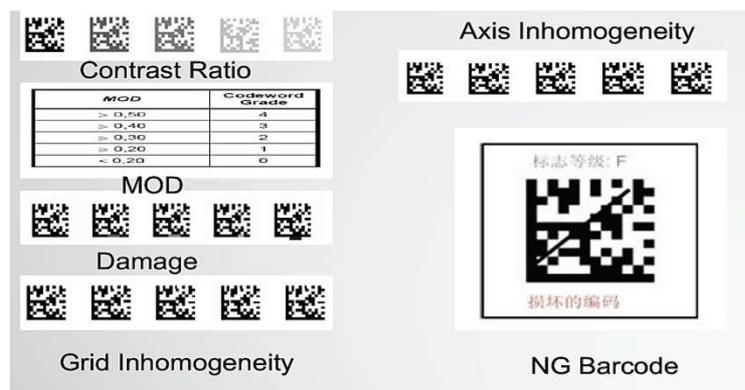 Contrast Ratio
MOD Codeword Grade
≥ 0,50 4
≥ 0,40 3
≥ 0,30 2
≥ 0,20 1
< 0,20 0
MOD
Damage
Grid Inhomogeneity
Axis Inhomogeneity
标志等级: F
损坏的编码
NG Barcode